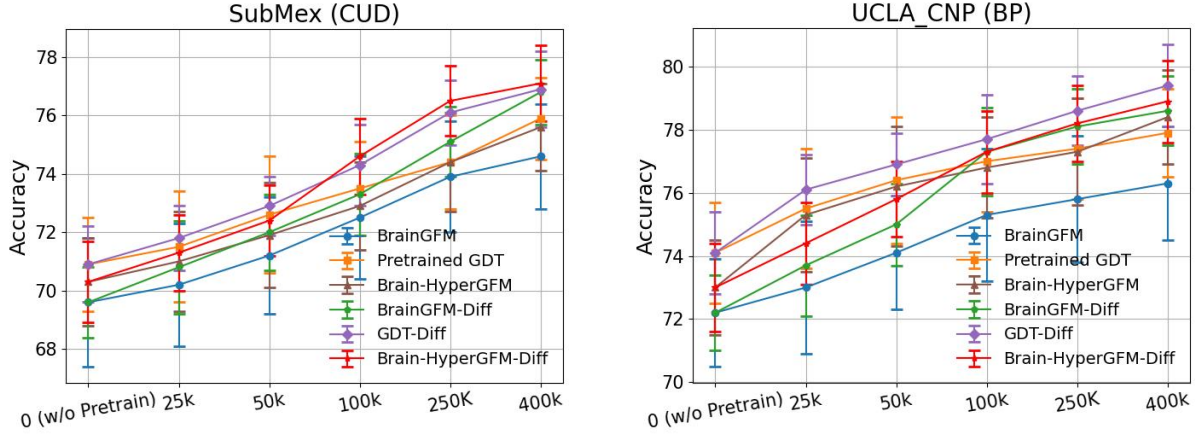 SubMex (CUD)
Accuracy
78
76
74
72
70
68
0 (w/o Pretrain) 25k 50k 100k 250K 400k
BrainGFM
Pretrained GDT
Brain-HyperGFM
BrainGFM-Diff
GDT-Diff
Brain-HyperGFM-Diff
UCLA_CNP (BP)
Accuracy
80
78
76
74
72
70
0 (w/o Pretrain) 25k 50k 100k 250K 400k
BrainGFM
Pretrained GDT
Brain-HyperGFM
BrainGFM-Diff
GDT-Diff
Brain-HyperGFM-Diff